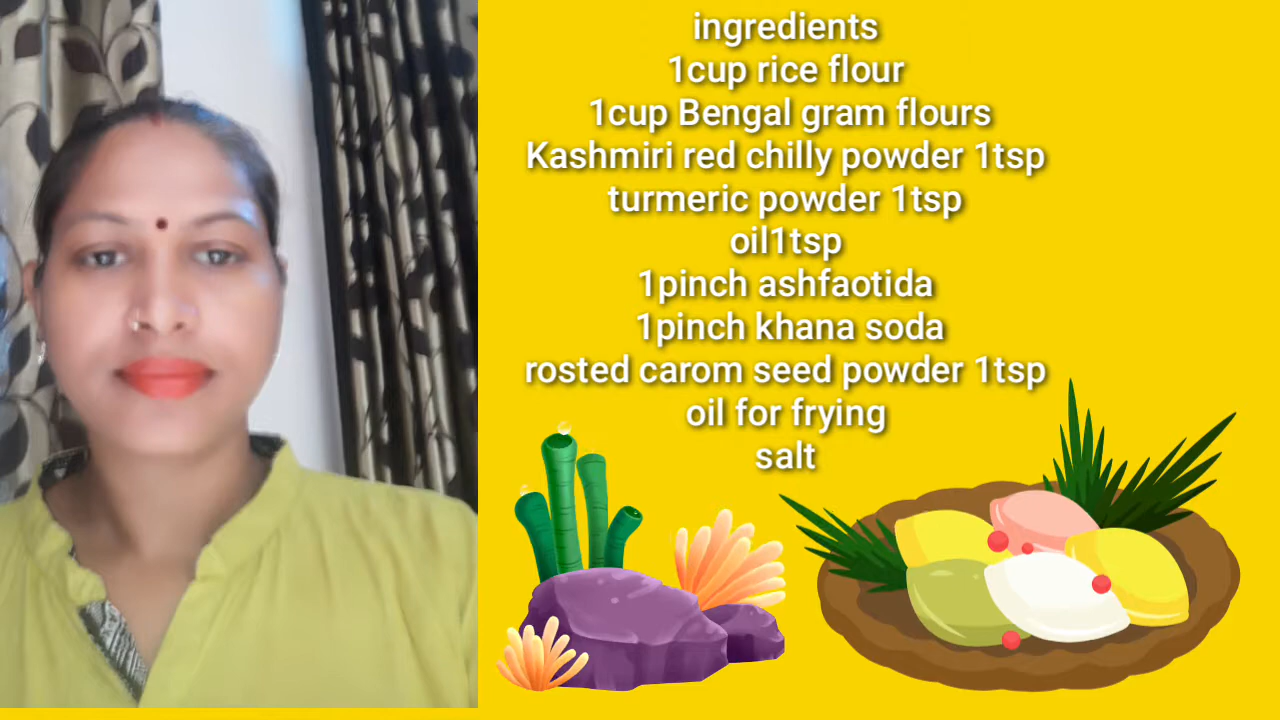 ingredients
1cup rice flour
1cup Bengal gram flours
Kashmiri red chilly powder 1tsp
turmeric powder 1tsp
oil1tsp
1pinch ashfaotida
1pinch khana soda
rosted carom seed powder 1tsp
oil for frying
salt